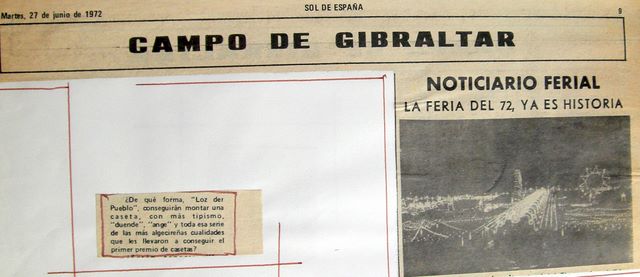 Martes, 27 de junio de 1972
SOL DE ESPAÑA
9
CAMPO DE GIBRALTAR
NOTICIARIO FERIAL
LA FERIA DEL 72, YA ES HISTORIA
¿De qué forma, "Loz der
Pueblo", conseguirán montar una
caseta, con más tipismo,
"duende", "ange" y toda esa serie
de las más algecireñas cualidades
que les llevaron a conseguir el
primer premio de casetas?